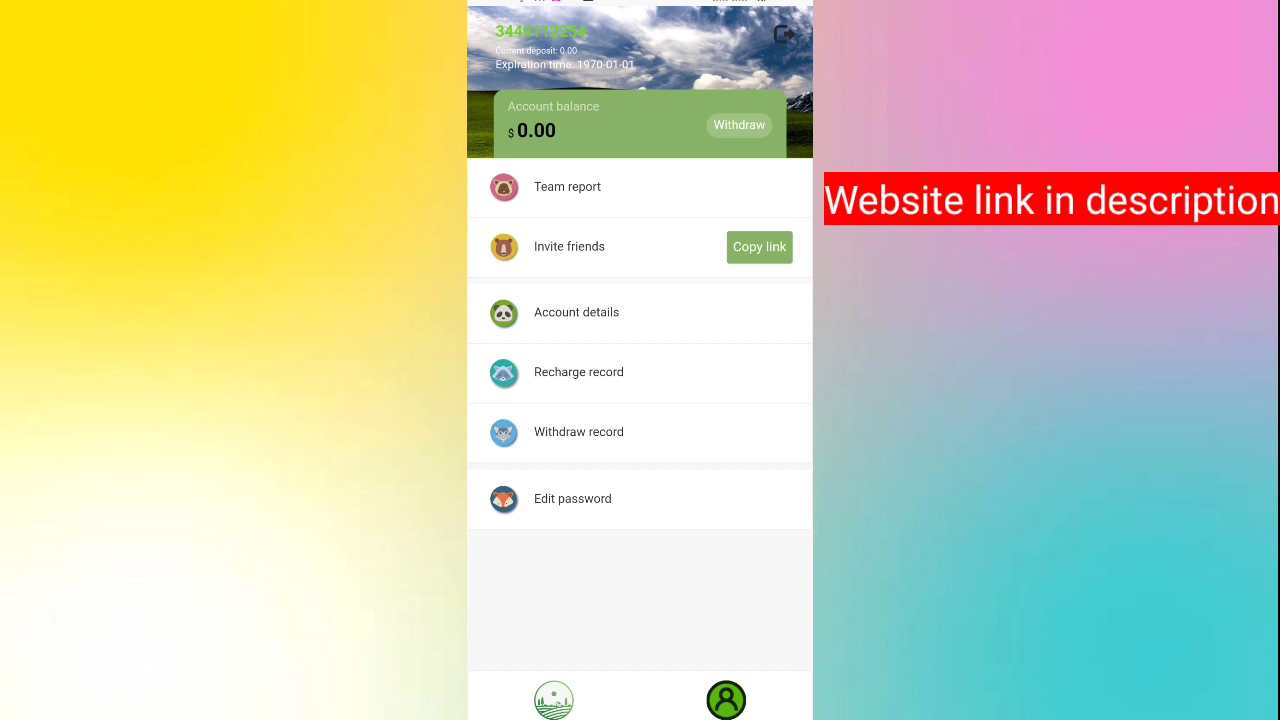 3449112254
Current deposit: 0.00
Expiration time: 1970-01-01
Account balance
$ 0.00
Withdraw
Team report
Invite friends
Copy link
Account details
Recharge record
Withdraw record
Edit password
Website link in description